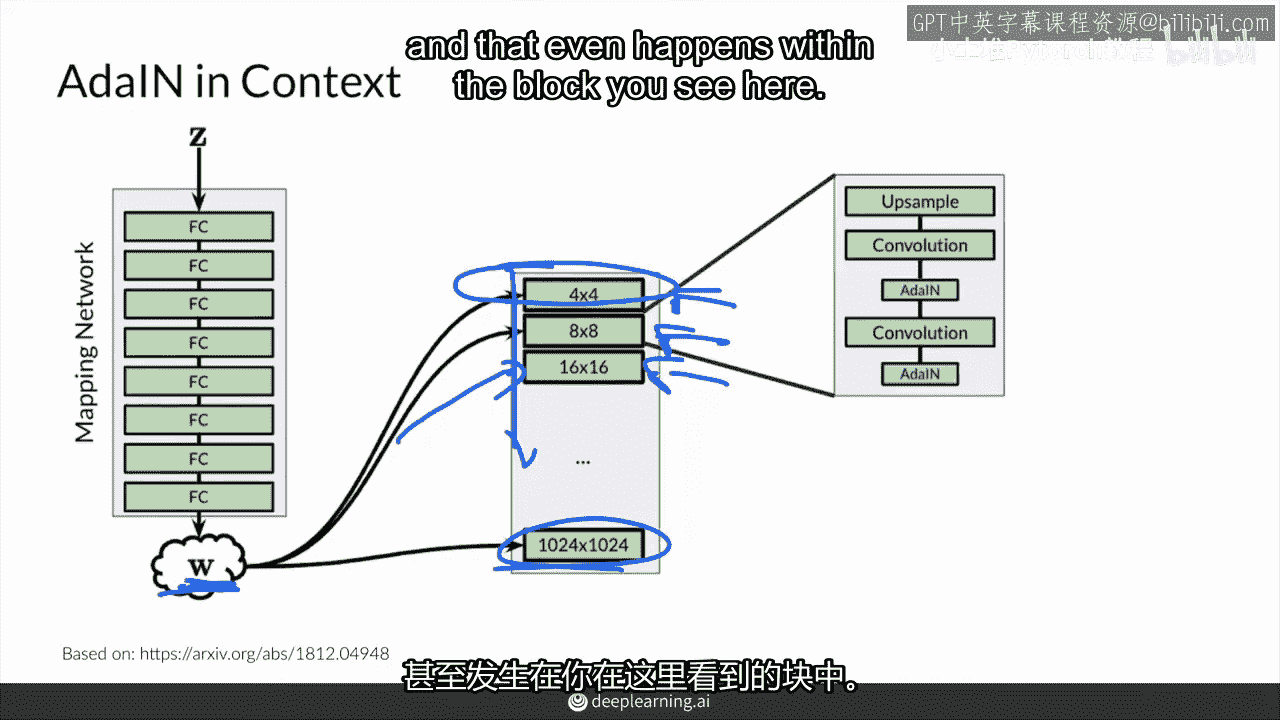 GPT中英字幕课程资源@bilibili.com
and that even happens within
the block you see here.
AdaIN in Context
z
Mapping Network
FC
FC
FC
FC
FC
FC
FC
FC
w
4x4
8x8
16x16
...
1024x1024
Upsample
Convolution
AdaIN
Convolution
AdaIN
Based on: https://arxiv.org/abs/1812.04948
甚至发生在你在这里看到的块中。
deeplearning.ai